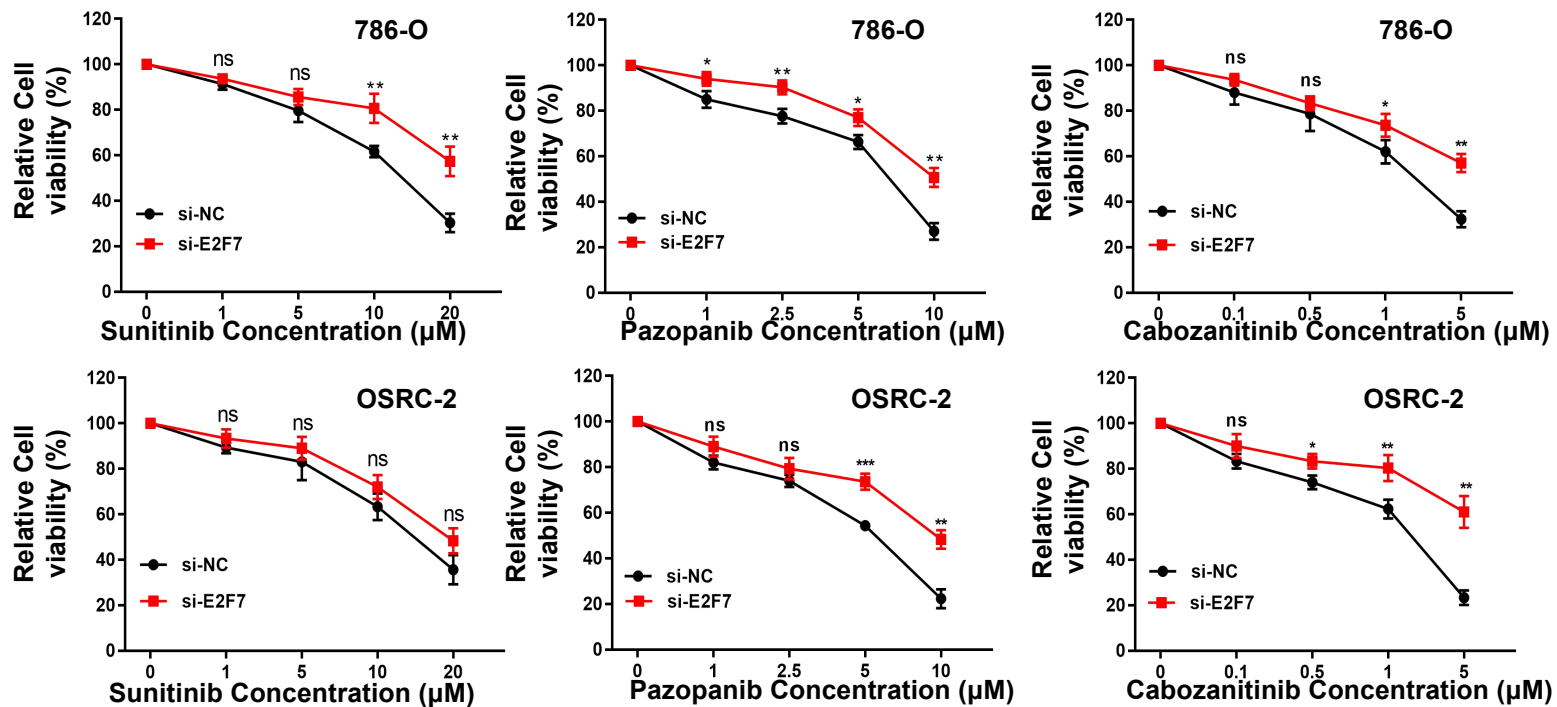 786-O
Relative Cell
viability (%)
120
100
80
60
40
20
0
ns
ns
**
**
si-NC
si-E2F7
0
1
5
10
20
Sunitinib Concentration (µM)
786-O
Relative Cell
viability (%)
120
100
80
60
40
20
0
*
**
*
**
si-NC
si-E2F7
0
1
2.5
5
10
Pazopanib Concentration (µM)
786-O
Relative Cell
viability (%)
120
100
80
60
40
20
0
ns
ns
*
**
si-NC
si-E2F7
0
0.1
0.5
1
5
Cabozanitinib Concentration (µM)
OSRC-2
Relative Cell
viability (%)
120
100
80
60
40
20
0
ns
ns
ns
ns
si-NC
si-E2F7
0
1
5
10
20
Sunitinib Concentration (µM)
OSRC-2
Relative Cell
viability (%)
120
100
80
60
40
20
0
ns
ns
***
**
si-NC
si-E2F7
0
1
2.5
5
10
Pazopanib Concentration (µM)
OSRC-2
Relative Cell
viability (%)
120
100
80
60
40
20
0
ns
*
**
**
si-NC
si-E2F7
0
0.1
0.5
1
5
Cabozanitinib Concentration (µM)